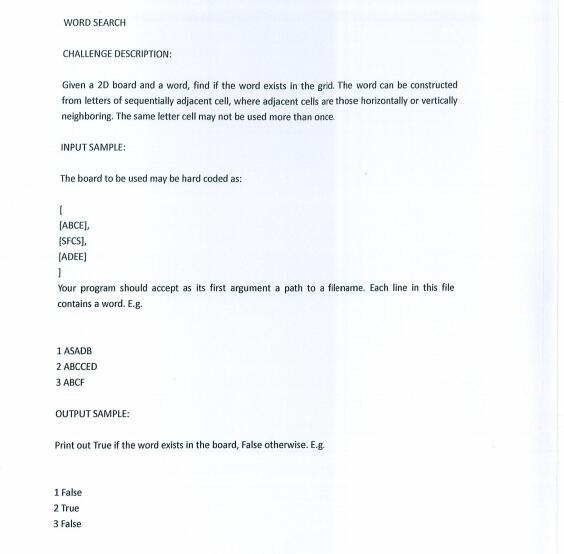 WORD SEARCH
CHALLENGE DESCRIPTION:
Given a 2D board and a word, find if the word exists in the grid. The word can be constructed
from letters of sequentially adjacent cell, where adjacent cells are those horizontally or vertically
neighboring. The same letter cell may not be used more than once.
INPUT SAMPLE:
The board to be used may be hard coded as:
[
[ABCE],
[SFCS],
[ADEE]
]
Your program should accept as its first argument a path to a filename. Each line in this file
contains a word. E.g.
1 ASADB
2 ABCCED
3 ABCF
OUTPUT SAMPLE:
Print out True if the word exists in the board, False otherwise. E.g.
1 False
2 True
3 False